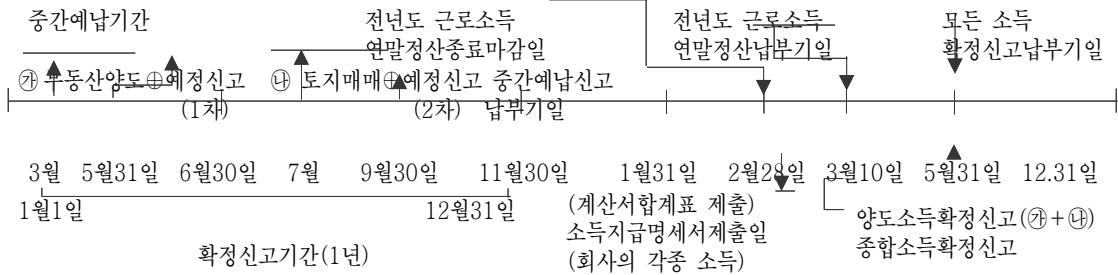 중간예납기간
전년도 근로소득
연말정산종료마감일
전년도 근로소득
연말정산납부기일
모든 소득
확정신고납부기일
㉮ 부동산양도⊕예정신고
(1차)
㉯ 토지매매⊕예정신고
(2차)
중간예납신고
납부기일
3월 5월31일 6월30일 7월 9월30일 11월30일 1월31일 2월28일 3월10일 5월31일 12.31일
1월1일 12월31일
확정신고기간(1년)
(계산서합계표 제출)
소득지급명세서제출일
(회사의 각종 소득)
양도소득확정신고(㉮+㉯)
종합소득확정신고